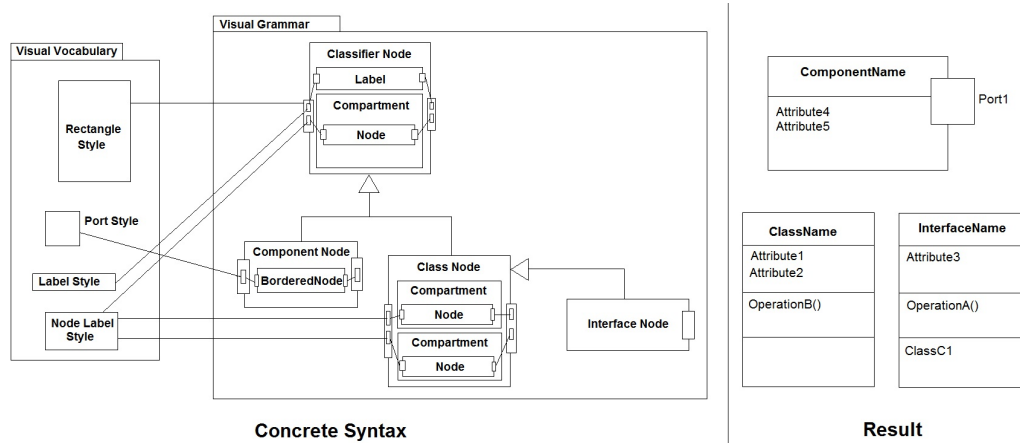 Visual Vocabulary
Rectangle
Style
Port Style
Label Style
Node Label
Style
Visual Grammar
Classifier Node
Label
Compartment
Node
Component Node
BorderedNode
Class Node
Compartment
Node
Compartment
Node
Interface Node
Concrete Syntax
ComponentName
Attribute4
Attribute5
Port1
ClassName
Attribute1
Attribute2
OperationB()
InterfaceName
Attribute3
OperationA()
ClassC1
Result